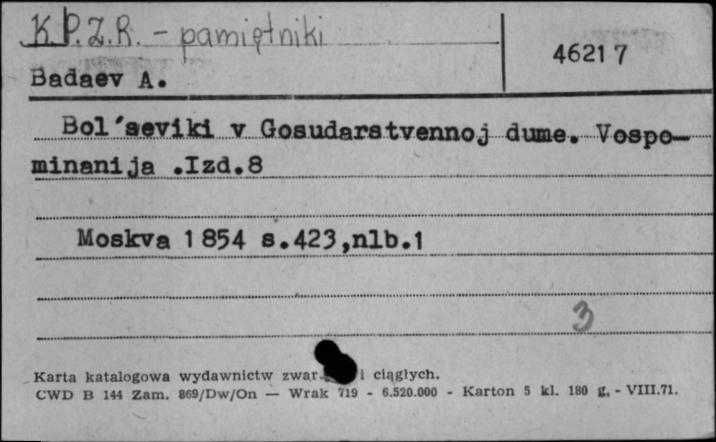 K.P.Z.R. - pamiętniki
46217
Badaev A.
Bol'seviki v Gosudarstvennoj dume. Vospo-
minanija .Izd.8
Moskva 1854 s.423,nlb.1
3
Karta katalogowa wydawnictw i ciągłych.
CWD B 144 Zam. 869/Dw/On — Wrak 719 - 6.520.000 - Karton 5 kl. 180 g, - VIII.71.